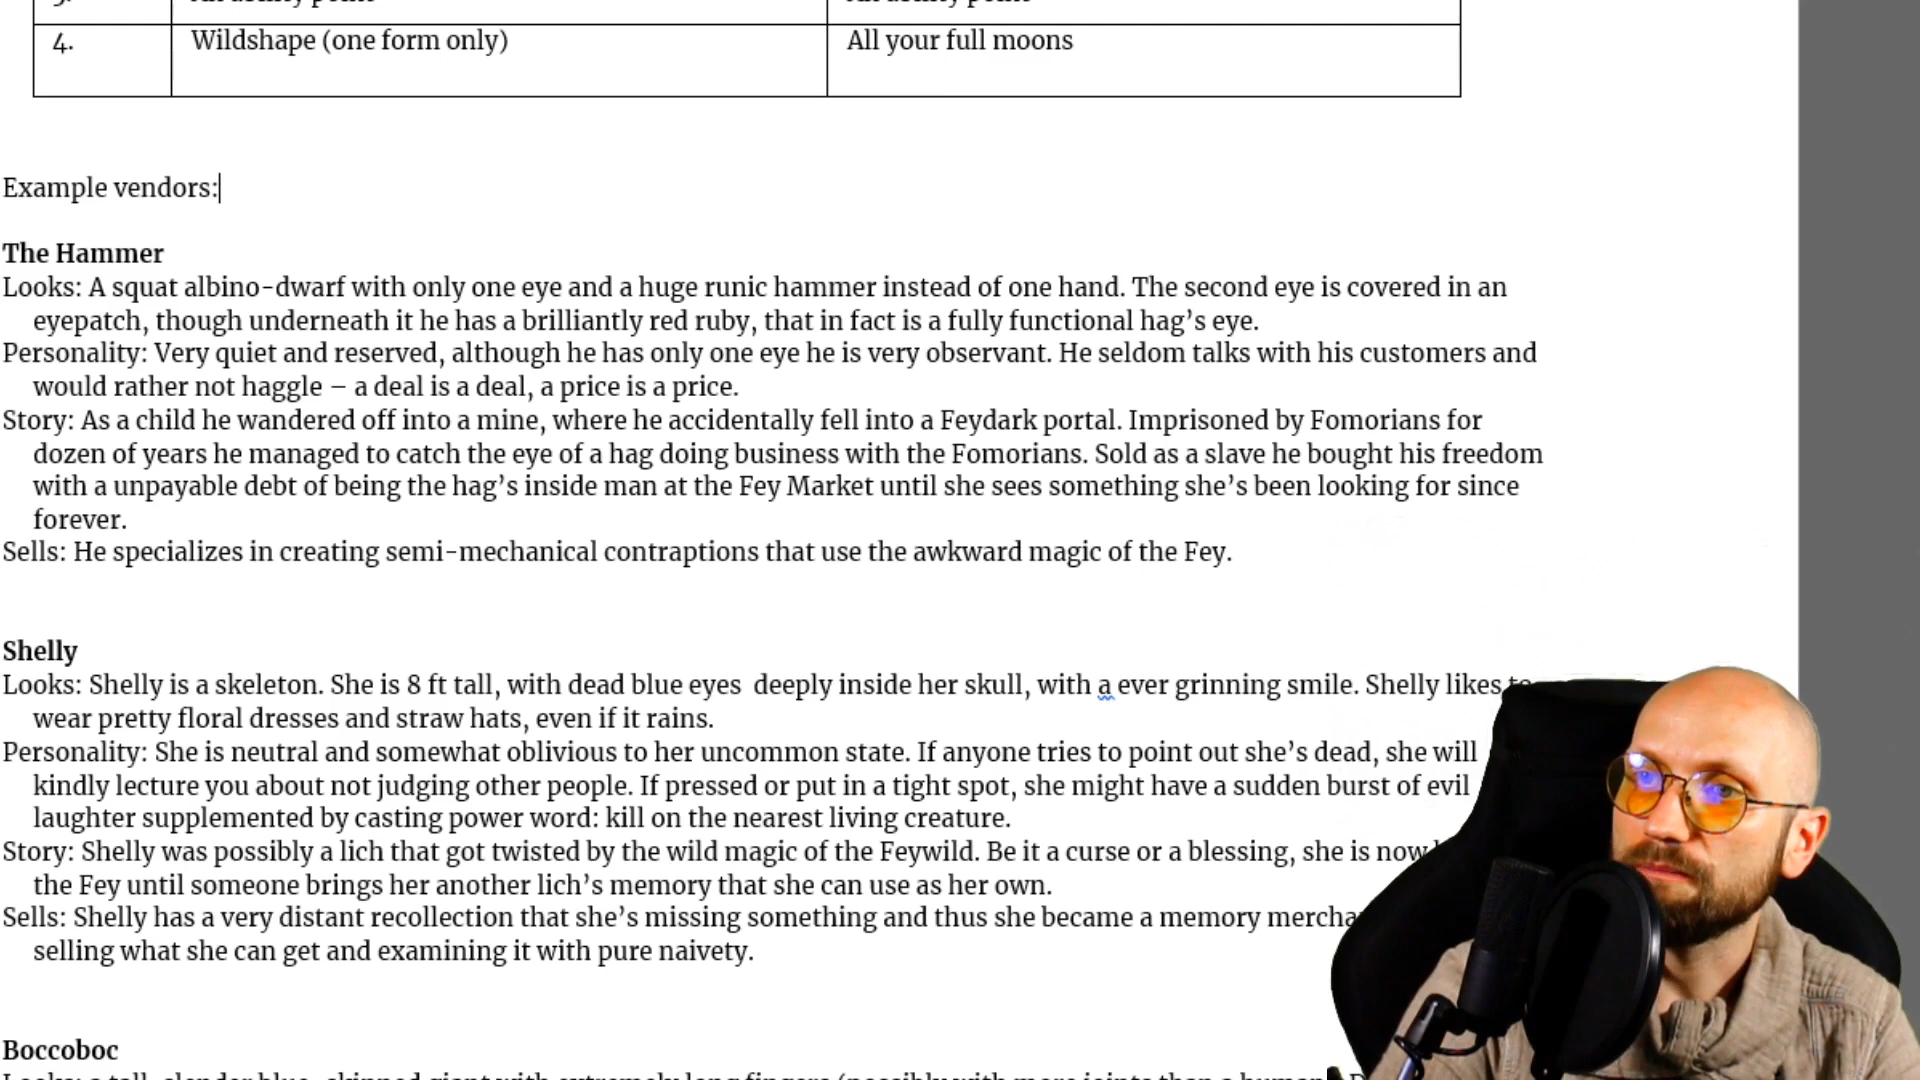 4. Wildshape (one form only) All your full moons
Example vendors:
The Hammer
Looks: A squat albino-dwarf with only one eye and a huge runic hammer instead of one hand. The second eye is covered in an
eyepatch, though underneath it he has a brilliantly red ruby, that in fact is a fully functional hag’s eye.
Personality: Very quiet and reserved, although he has only one eye he is very observant. He seldom talks with his customers and
would rather not haggle – a deal is a deal, a price is a price.
Story: As a child he wandered off into a mine, where he accidentally fell into a Feydark portal. Imprisoned by Fomorians for
dozen of years he managed to catch the eye of a hag doing business with the Fomorians. Sold as a slave he bought his freedom
with a unpayable debt of being the hag’s inside man at the Fey Market until she sees something she’s been looking for since
forever.
Sells: He specializes in creating semi-mechanical contraptions that use the awkward magic of the Fey.
Shelly
Looks: Shelly is a skeleton. She is 8 ft tall, with dead blue eyes deeply inside her skull, with a ever grinning smile. Shelly likes to
wear pretty floral dresses and straw hats, even if it rains.
Personality: She is neutral and somewhat oblivious to her uncommon state. If anyone tries to point out she’s dead, she will
kindly lecture you about not judging other people. If pressed or put in a tight spot, she might have a sudden burst of evil
laughter supplemented by casting power word: kill on the nearest living creature.
Story: Shelly was possibly a lich that got twisted by the wild magic of the Feywild. Be it a curse or a blessing, she is now
the Fey until someone brings her another lich’s memory that she can use as her own.
Sells: Shelly has a very distant recollection that she’s missing something and thus she became a memory
selling what she can get and examining it with pure naivety.
Boccoboc